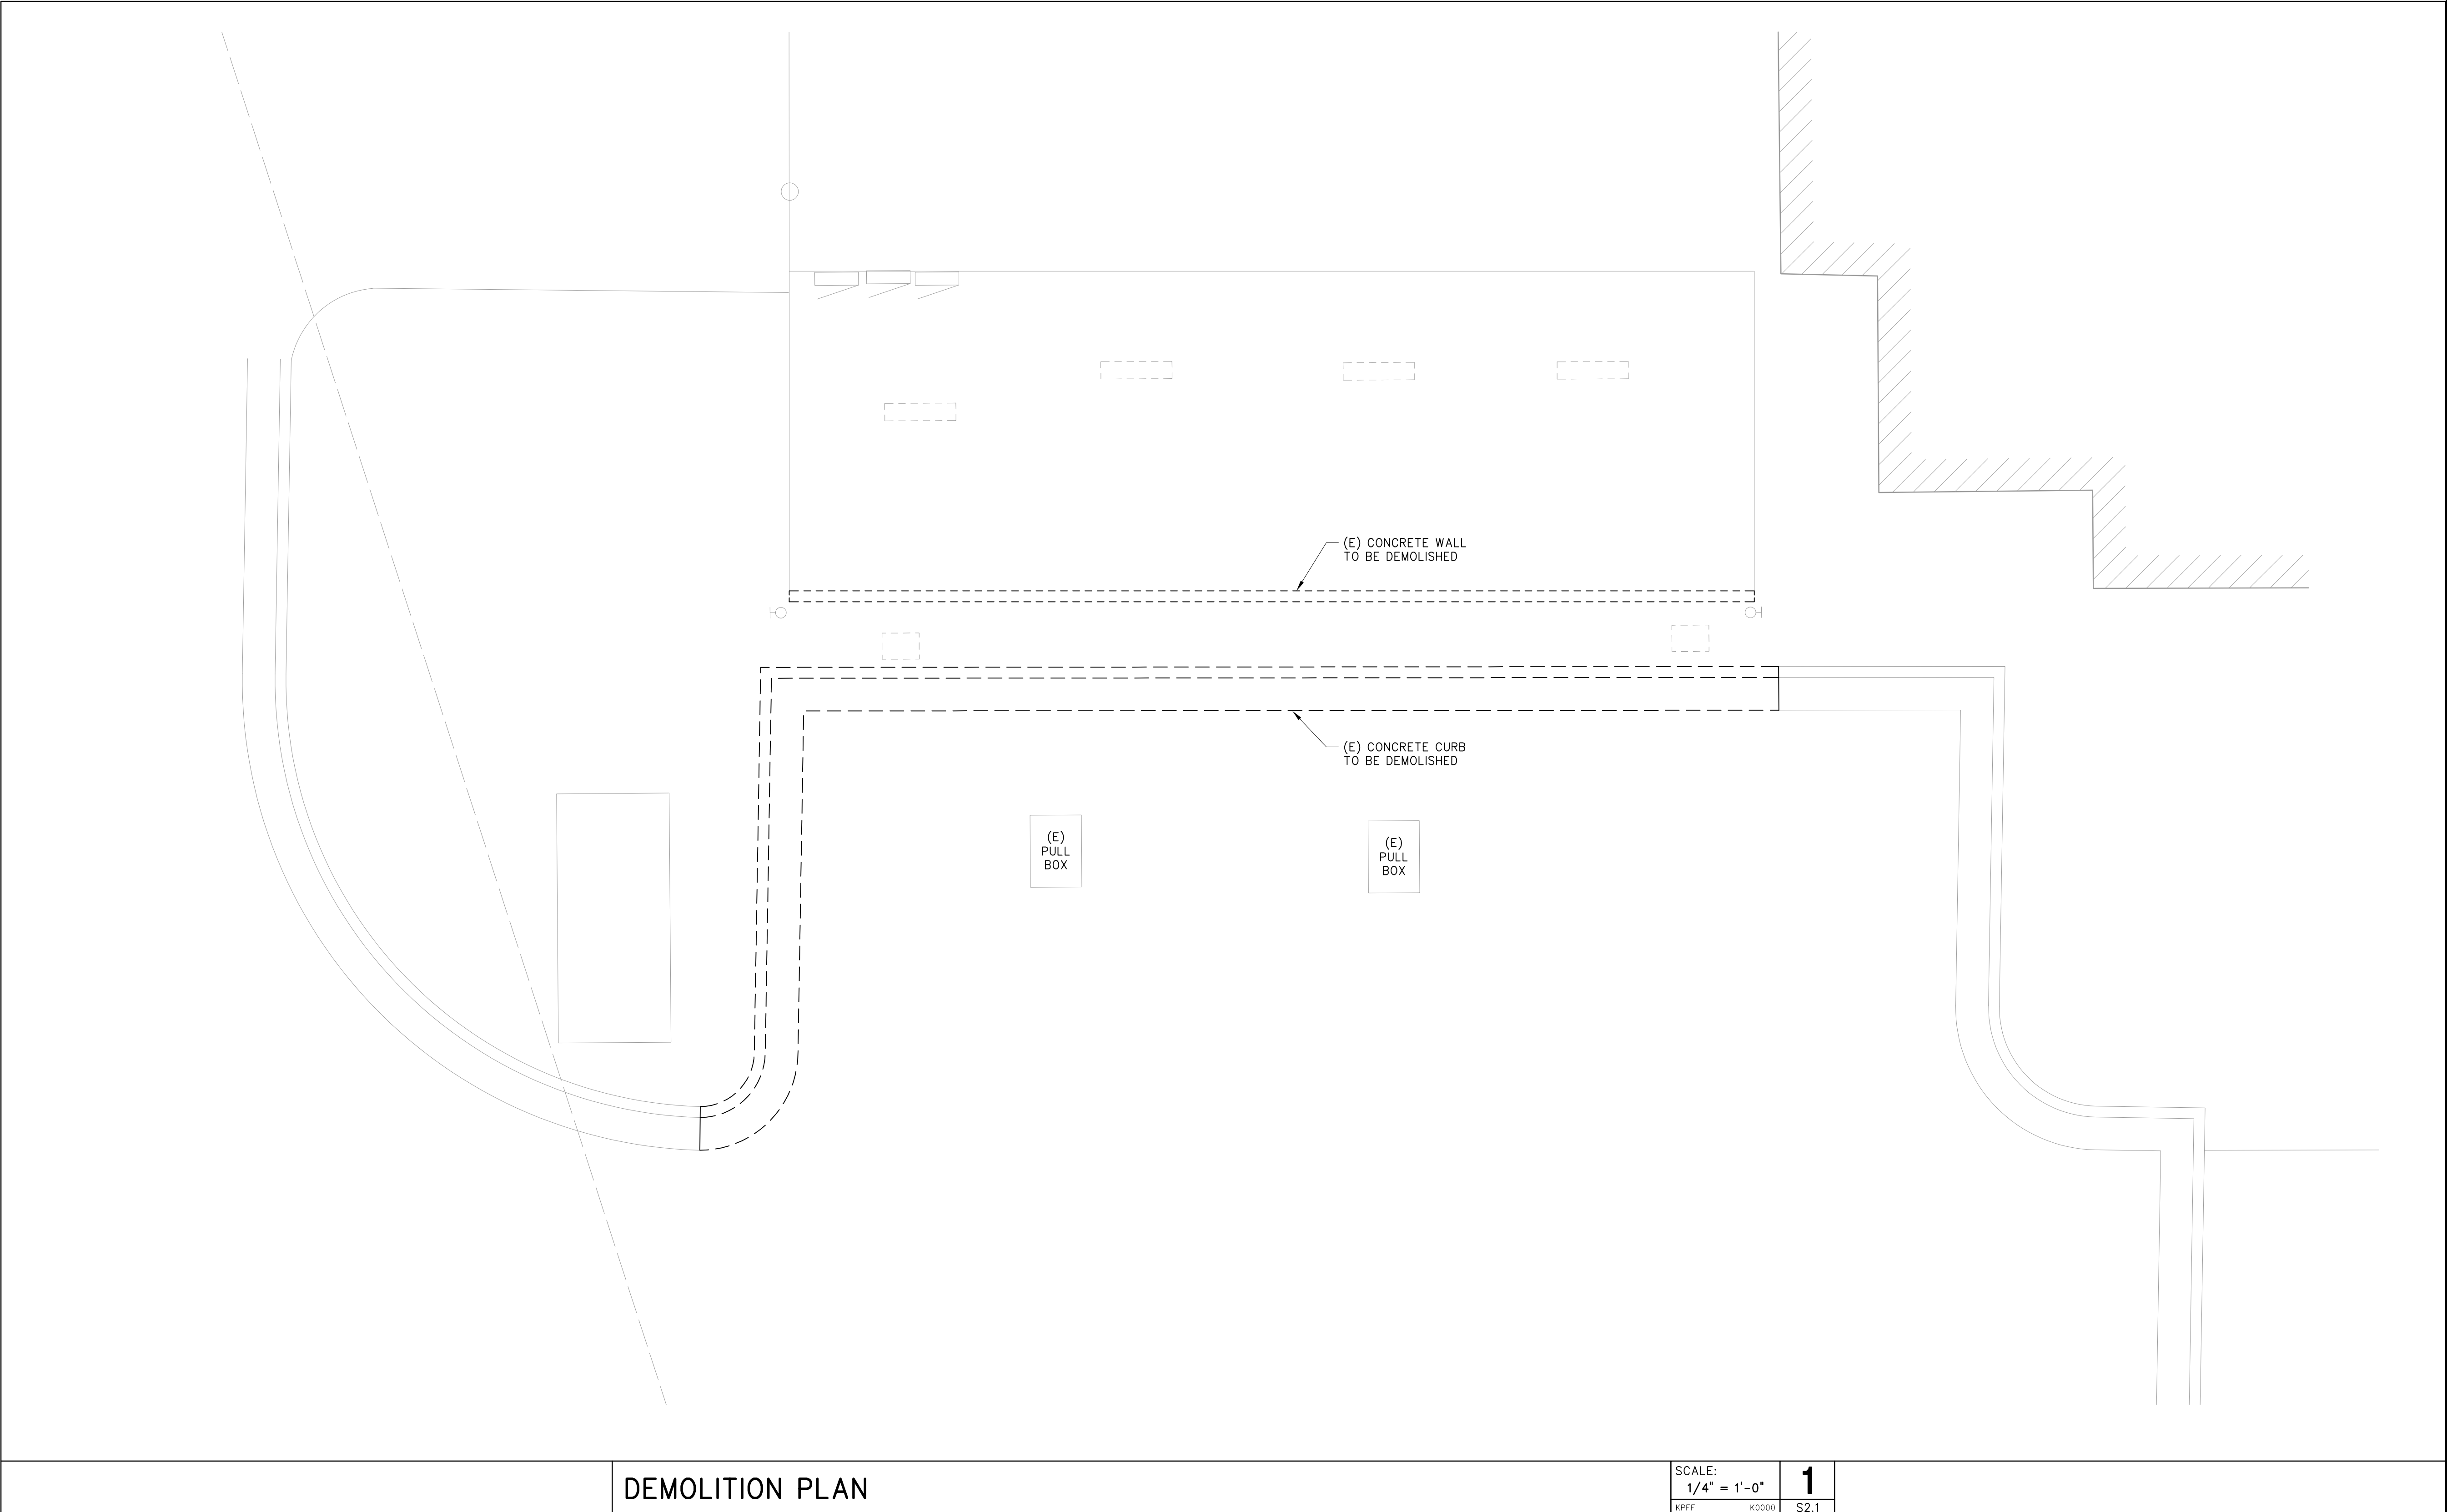 (E) CONCRETE WALL
TO BE DEMOLISHED
(E) CONCRETE CURB
TO BE DEMOLISHED
(E)
PULL
BOX
(E)
PULL
BOX
DEMOLITION PLAN
SCALE:
1/4" = 1'-0"
1
KPFF K0000
S2.1